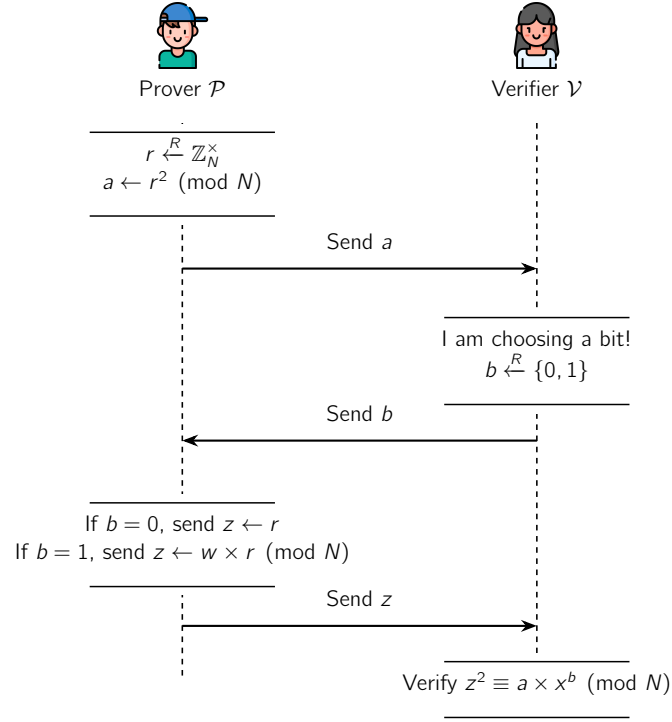 Prover 𝒫
Verifier 𝒱
r ←ᴿ ℤ_N^×
a ← r² (mod N)
Send a
I am choosing a bit!
b ←ᴿ {0, 1}
Send b
If b = 0, send z ← r
If b = 1, send z ← w × r (mod N)
Send z
Verify z² ≡ a × x^b (mod N)